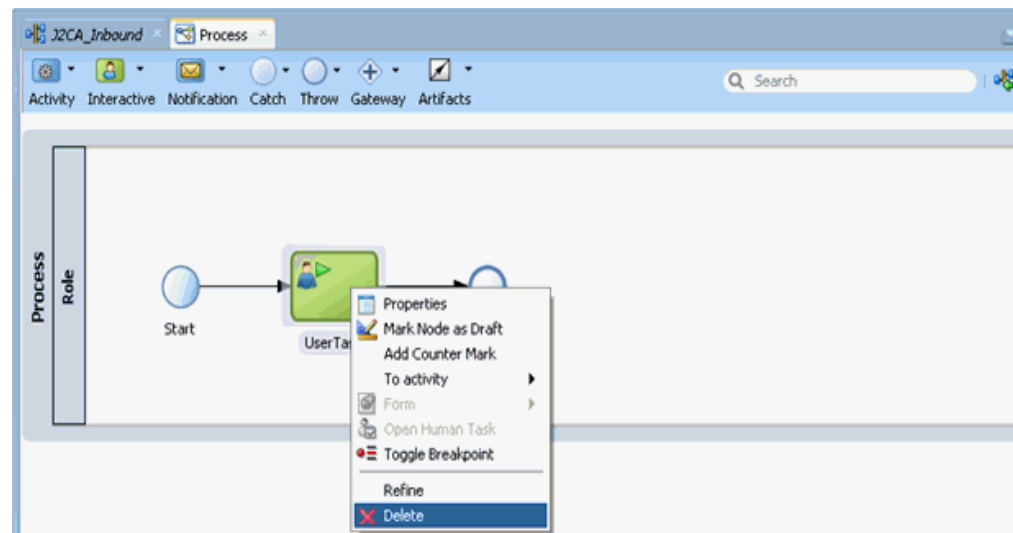 J2CA_Inbound
Process
Activity Interactive Notification Catch Throw Gateway Artifacts
Search
Process
Role
Start
UserTas
Properties
Mark Node as Draft
Add Counter Mark
To activity
Form
Open Human Task
Toggle Breakpoint
Refine
Delete